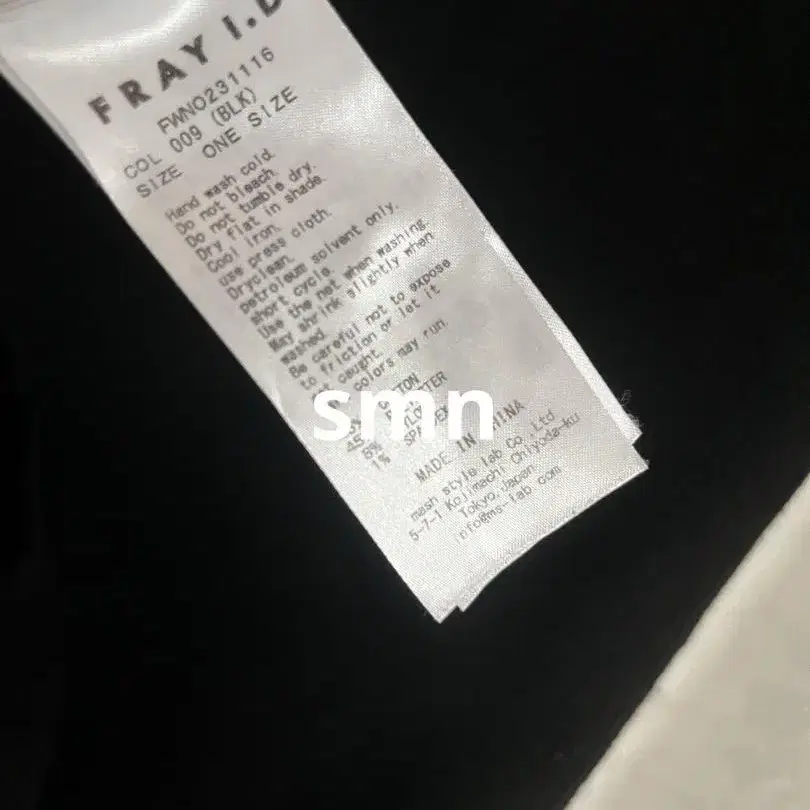 FRAY I.D
FWNO231116
COL 009 (BLK)
SIZE ONE SIZE
Hand wash cold.
Do not bleach.
Do not tumble dry.
Dry flat in shade.
Cool iron.
use press cloth.
Dryclean.
petroleum solvent only.
short cycle.
Use the net when washing.
May shrink slightly when
washed.
Be careful not to expose
to friction or let it
caught.
colors may run.
1%
MADE IN CHINA
mash style lab Co.,Ltd
5-7-1 Kojimachi Chiyoda-ku
Tokyo,Japan
info@ms-lab.com
smn